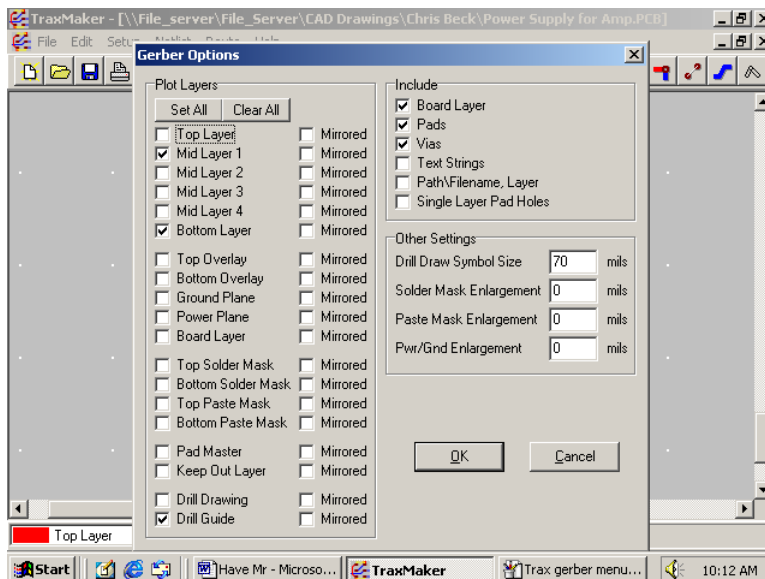 TraxMaker - [\\File_server\File_Server\CAD Drawings\Chris Beck\Power Supply for Amp.PCB]
File Edit Setup Netlist Route Help
Gerber Options
Plot Layers
Set All Clear All
Top Layer Mirrored
Mid Layer 1 Mirrored
Mid Layer 2 Mirrored
Mid Layer 3 Mirrored
Mid Layer 4 Mirrored
Bottom Layer Mirrored
Top Overlay Mirrored
Bottom Overlay Mirrored
Ground Plane Mirrored
Power Plane Mirrored
Board Layer Mirrored
Top Solder Mask Mirrored
Bottom Solder Mask Mirrored
Top Paste Mask Mirrored
Bottom Paste Mask Mirrored
Pad Master Mirrored
Keep Out Layer Mirrored
Drill Drawing Mirrored
Drill Guide Mirrored
Include
Board Layer
Pads
Vias
Text Strings
Path\Filename, Layer
Single Layer Pad Holes
Other Settings
Drill Draw Symbol Size 70 mils
Solder Mask Enlargement 0 mils
Paste Mask Enlargement 0 mils
Pwr/Gnd Enlargement 0 mils
OK Cancel
Top Layer
Start Have Mr - Microso... TraxMaker Trax gerber menu... 10:12 AM